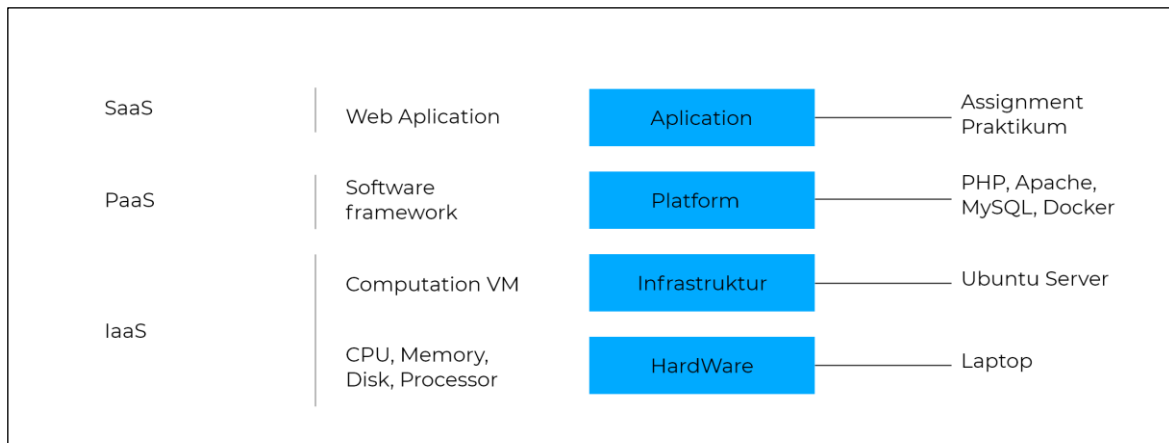 SaaS
Web Aplication
Aplication
Assignment
Praktikum
PaaS
Software
framework
Platform
PHP, Apache,
MySQL, Docker
IaaS
Computation VM
Infrastruktur
Ubuntu Server
CPU, Memory,
Disk, Processor
HardWare
Laptop